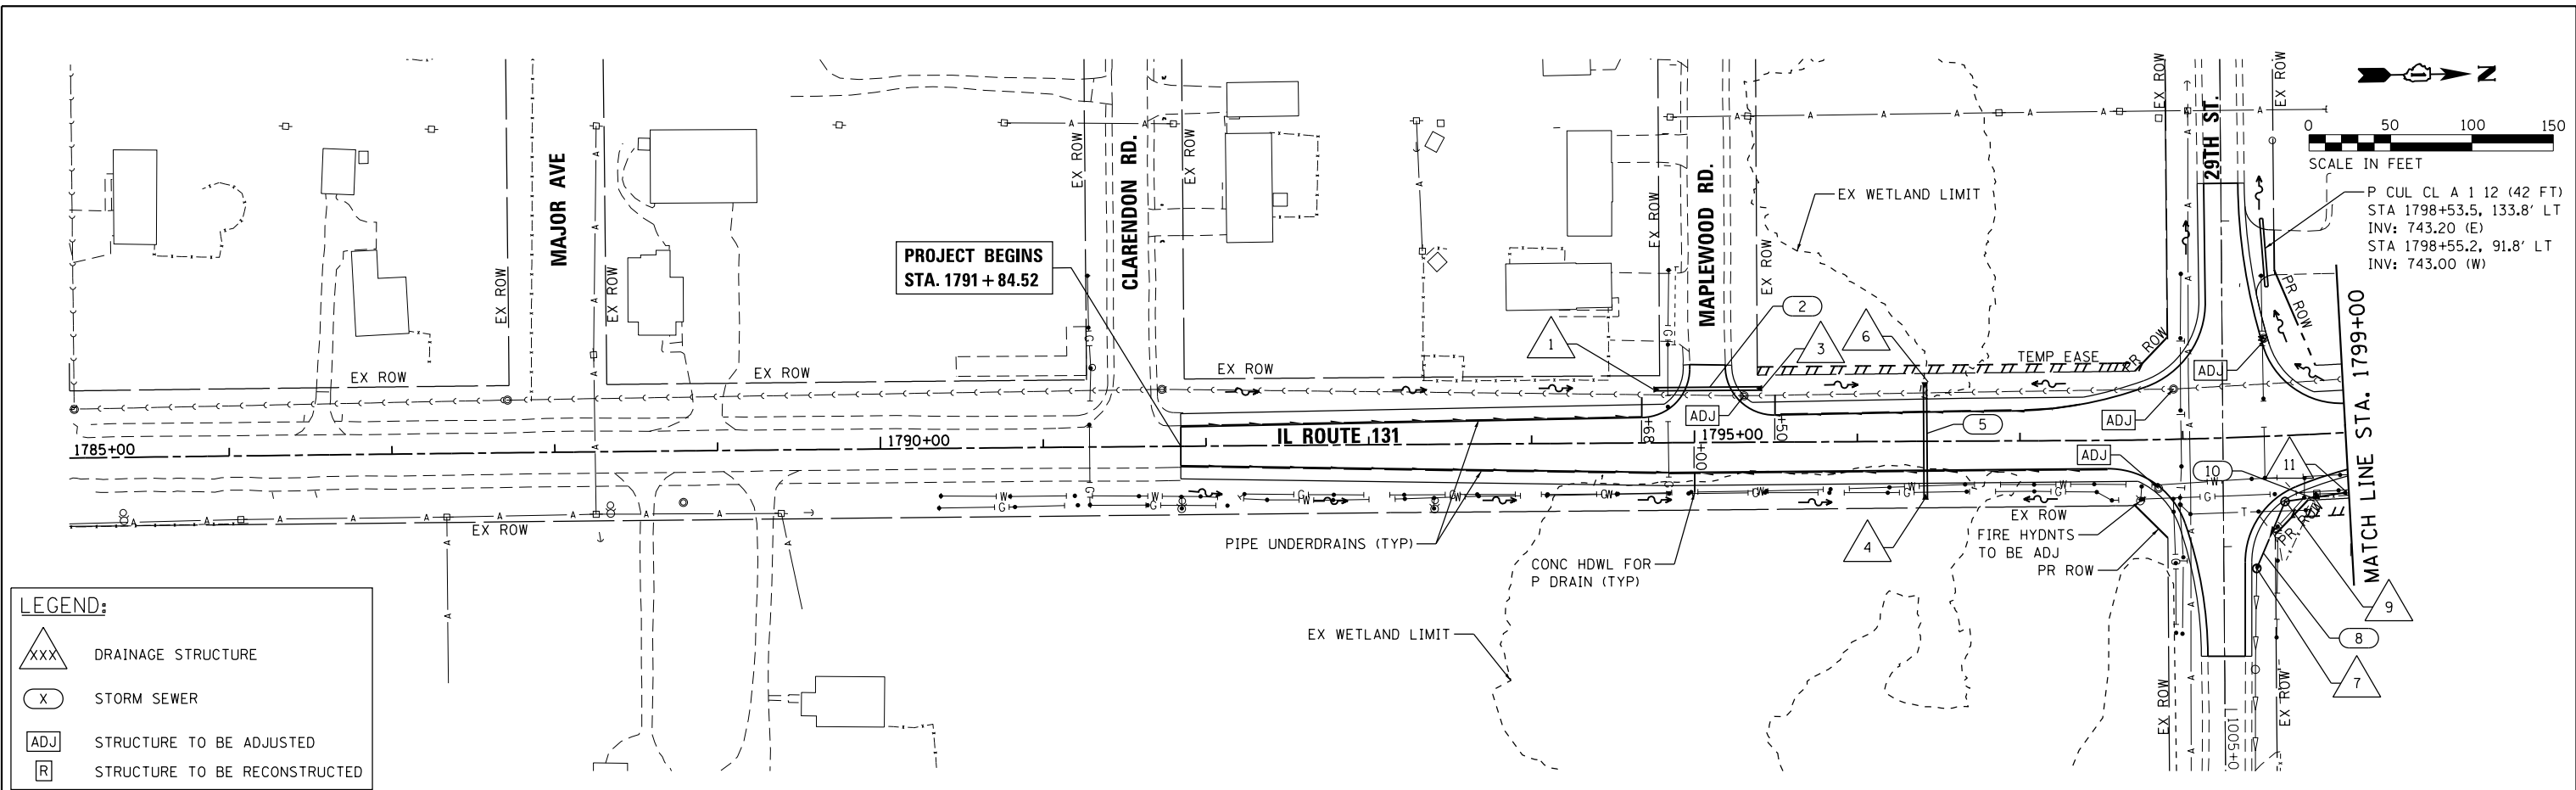 EX ROW
EX ROW
29TH ST.
N
0 50 100 150
SCALE IN FEET
P CUL CL A 1 12 (42 FT)
STA 1798+53.5, 133.8' LT
INV: 743.20 (E)
STA 1798+55.2, 91.8' LT
INV: 743.00 (W)
MAJOR AVE
EX ROW
EX ROW
CLARENDON RD.
EX ROW
EX ROW
MAPLEWOOD RD.
EX ROW
EX ROW
EX WETLAND LIMIT
PROJECT BEGINS
STA. 1791+84.52
PR ROW
1
2
3
6
TEMP EASE
PR ROW
ADJ
EX ROW
EX ROW
EX ROW
ADJ
ADJ
5
1785+00
1790+00
IL ROUTE 131
+68
1795+00
+50
+00
ADJ
10
11
MATCH LINE STA. 1799+00
EX ROW
PIPE UNDERDRAINS (TYP)
CONC HDWL FOR
P DRAIN (TYP)
4
EX ROW
FIRE HYDNTS
TO BE ADJ
PR ROW
PR ROW
9
8
7
EX WETLAND LIMIT
EX ROW
EX ROW
LEGEND:
XXX DRAINAGE STRUCTURE
X STORM SEWER
ADJ STRUCTURE TO BE ADJUSTED
R STRUCTURE TO BE RECONSTRUCTED